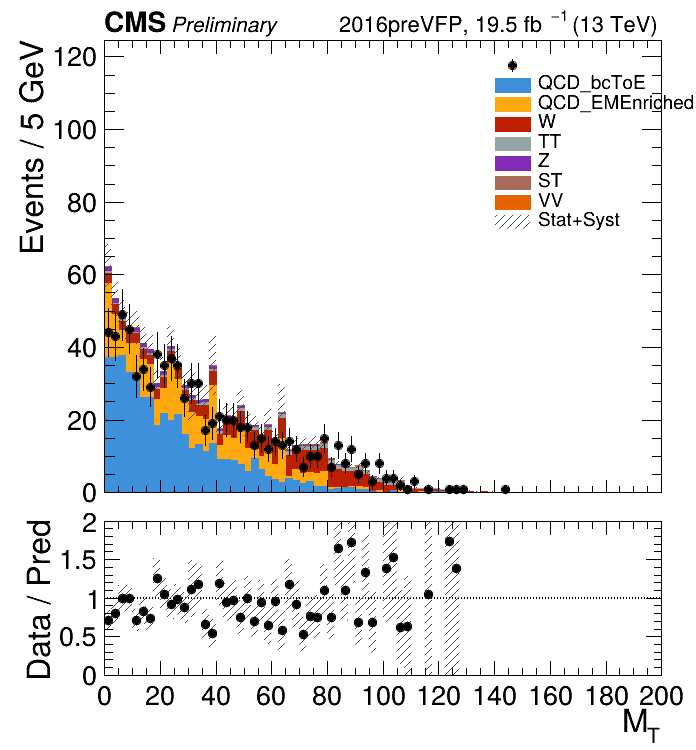 CMS Preliminary 2016preVFP, 19.5 fb⁻¹ (13 TeV)
Events / 5 GeV
120
100
80
60
40
20
0
QCD_bcToE
QCD_EMEnriched
W
TT
Z
ST
VV
Stat+Syst
Data / Pred
2
1.5
1
0.5
0
0 20 40 60 80 100 120 140 160 180 200
M_T